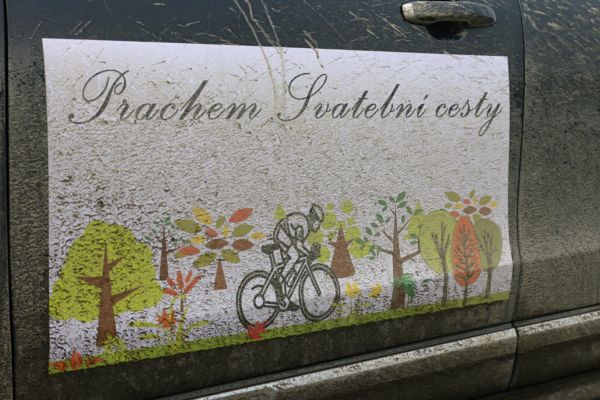 Prachem Svatební cesty